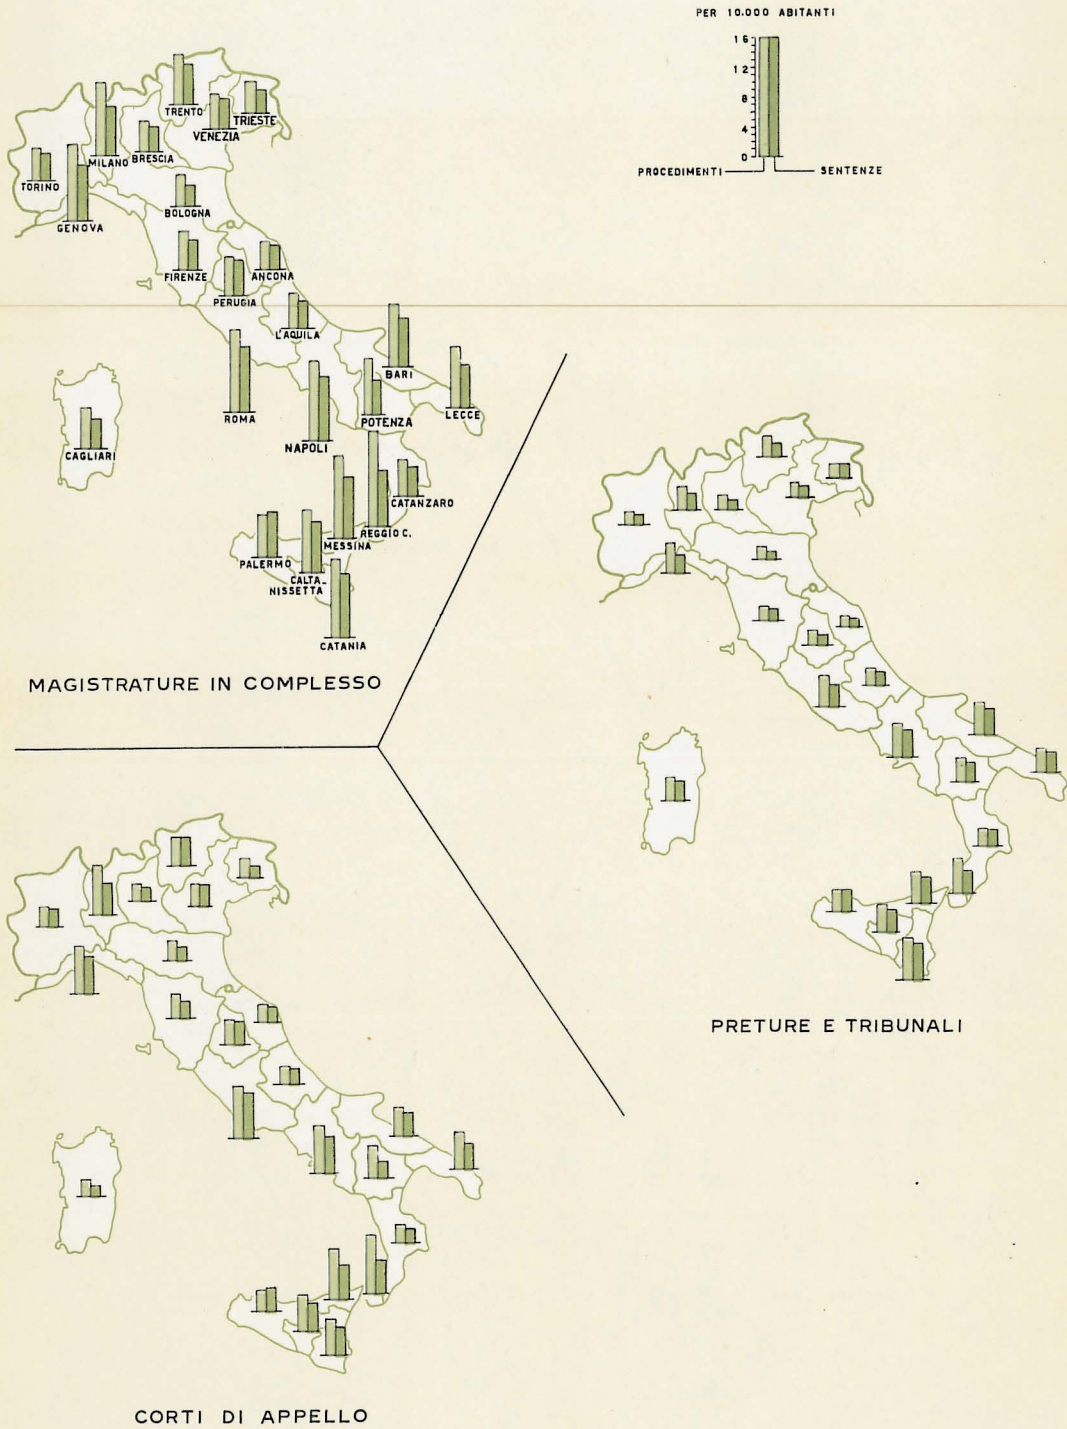 PER 10.000 ABITANTI
16
12
8
4
0
PROCEDIMENTI
SENTENZE
TRENTO
TRIESTE
VENEZIA
MILANO
BRESCIA
TORINO
BOLOGNA
GENOVA
FIRENZE
ANCONA
PERUGIA
L'AQUILA
BARI
ROMA
POTENZA
LECCE
NAPOLI
CAGLIARI
CATANZARO
REGGIO C.
MESSINA
PALERMO
CALTA-
NISSETTA
CATANIA
MAGISTRATURE IN COMPLESSO
PRETURE E TRIBUNALI
CORTI DI APPELLO